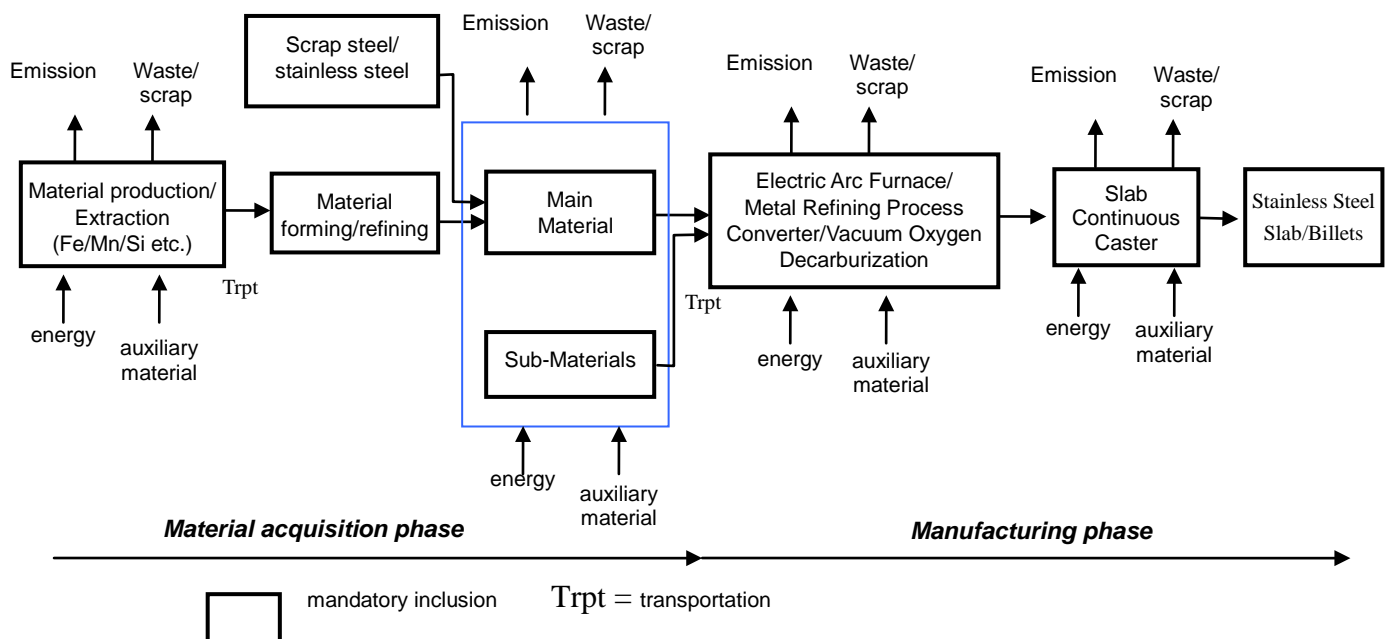 Emission
Waste/
scrap
Scrap steel/
stainless steel
Emission
Waste/
scrap
Emission
Waste/
scrap
Emission
Waste/
scrap
Material production/
Extraction
(Fe/Mn/Si etc.)
Material
forming/refining
Main
Material
Electric Arc Furnace/
Metal Refining Process
Converter/Vacuum Oxygen
Decarburization
Slab
Continuous
Caster
Stainless Steel
Slab/Billets
Trpt
Trpt
Sub-Materials
energy
auxiliary
material
energy
auxiliary
material
energy
auxiliary
material
energy
auxiliary
material
Material acquisition phase
Manufacturing phase
mandatory inclusion
Trpt = transportation